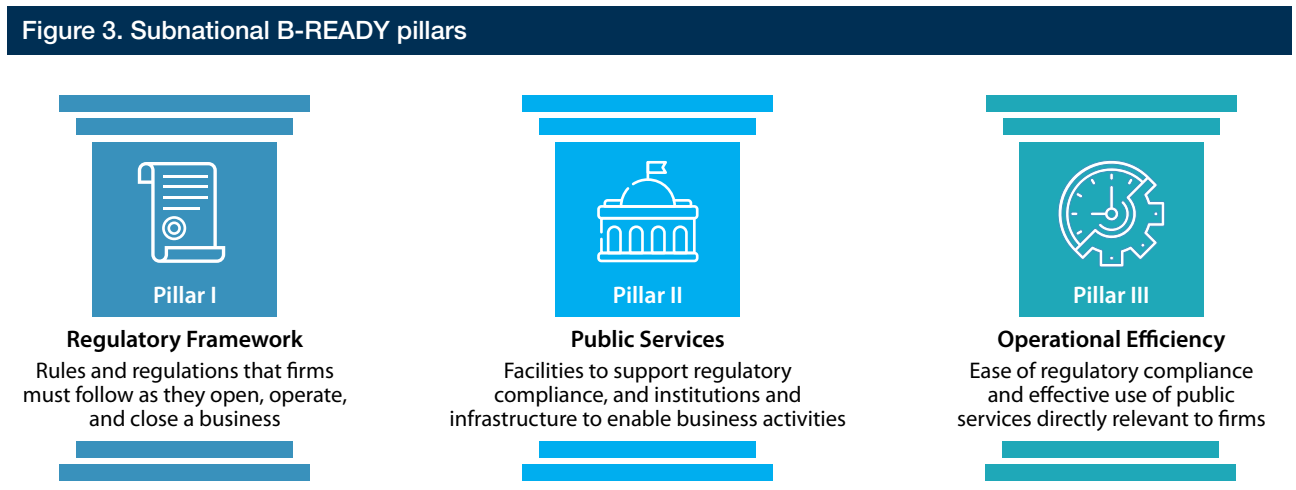 Figure 3. Subnational B-READY pillars
Pillar I
Regulatory Framework
Rules and regulations that firms
must follow as they open, operate,
and close a business
Pillar II
Public Services
Facilities to support regulatory
compliance, and institutions and
infrastructure to enable business activities
Pillar III
Operational Efficiency
Ease of regulatory compliance
and effective use of public
services directly relevant to firms